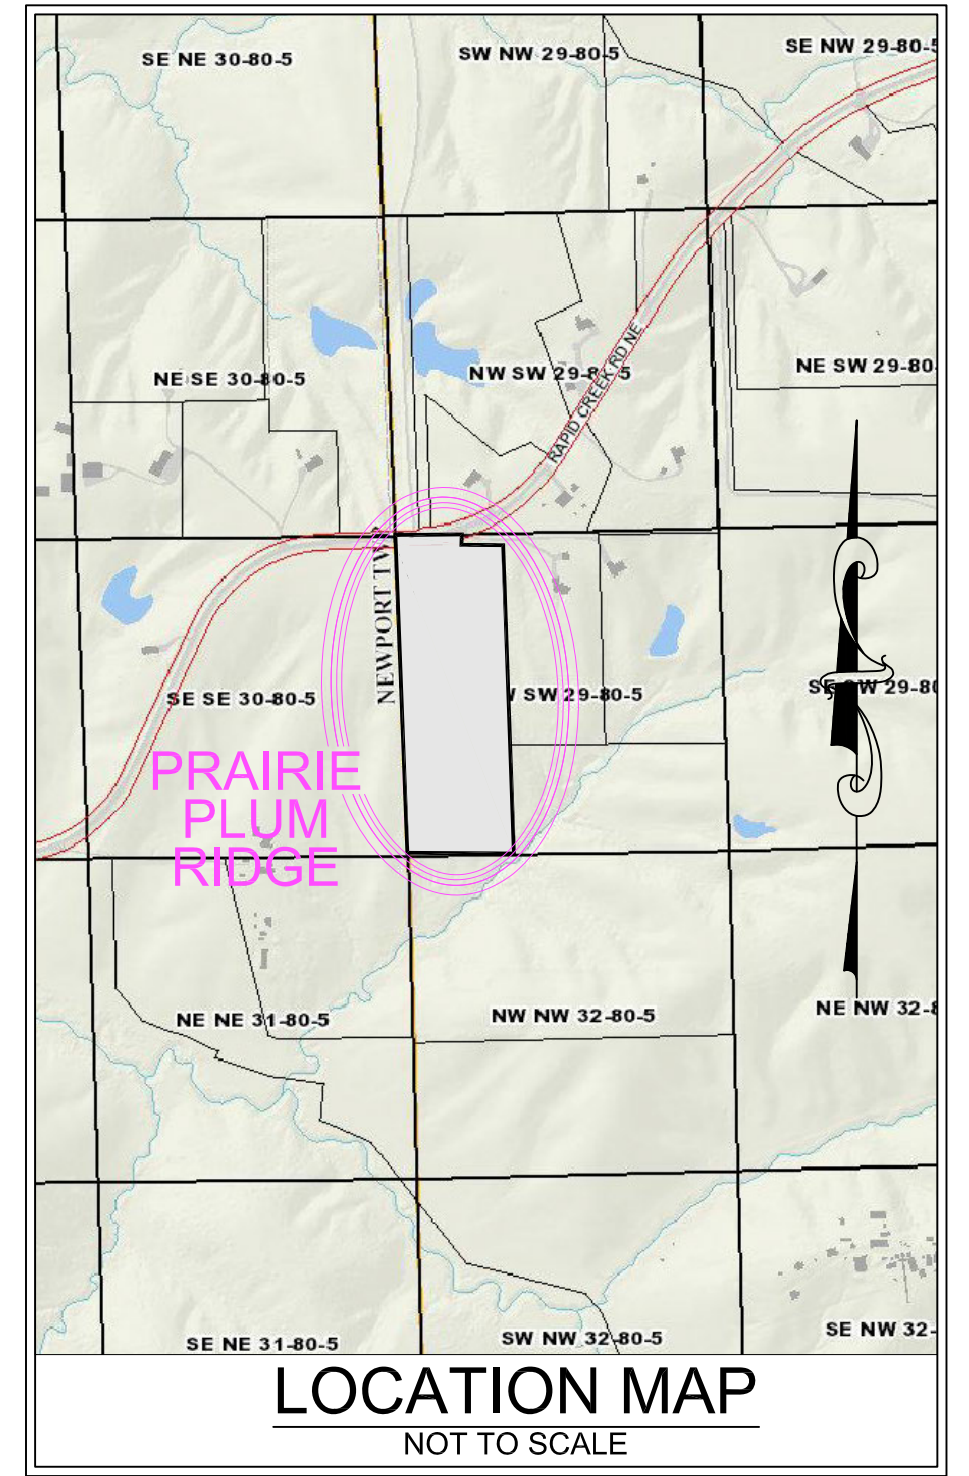 SE NE 30-80-5
SW NW 29-80-5
SE NW 29-80-5
NE SE 30-80-5
NW SW 29-80-5
RAPID CREEK RD NE
NE SW 29-80-
NEWPORT TWP
SE SE 30-80-5
SW 29-80-5
SE SW 29-80
PRAIRIE
PLUM
RIDGE
NE NE 31-80-5
NW NW 32-80-5
NE NW 32-8
SE NE 31-80-5
SW NW 32-80-5
SE NW 32-
LOCATION MAP
NOT TO SCALE